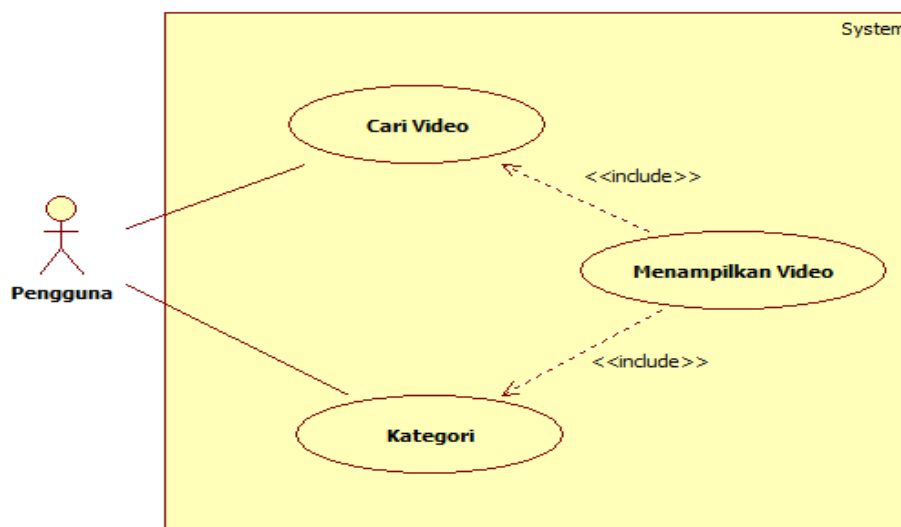 System
Cari Video
<<include>>
Menampilkan Video
Pengguna
<<include>>
Kategori